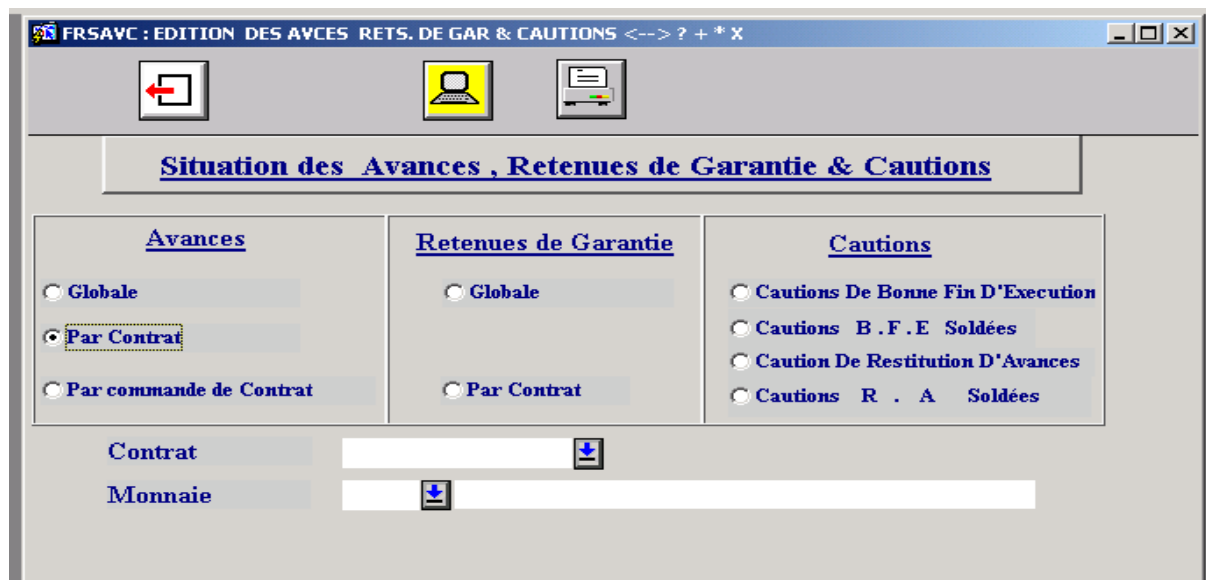 FRSAVC : EDITION DES AVCES RETS. DE GAR & CAUTIONS <--> ? + * X
Situation des Avances , Retenues de Garantie & Cautions
Avances
Globale
Par Contrat
Par commande de Contrat
Retenues de Garantie
Globale
Par Contrat
Cautions
Cautions De Bonne Fin D'Execution
Cautions B .F.E Soldées
Caution De Restitution D'Avances
Cautions R . A Soldées
Contrat
Monnaie